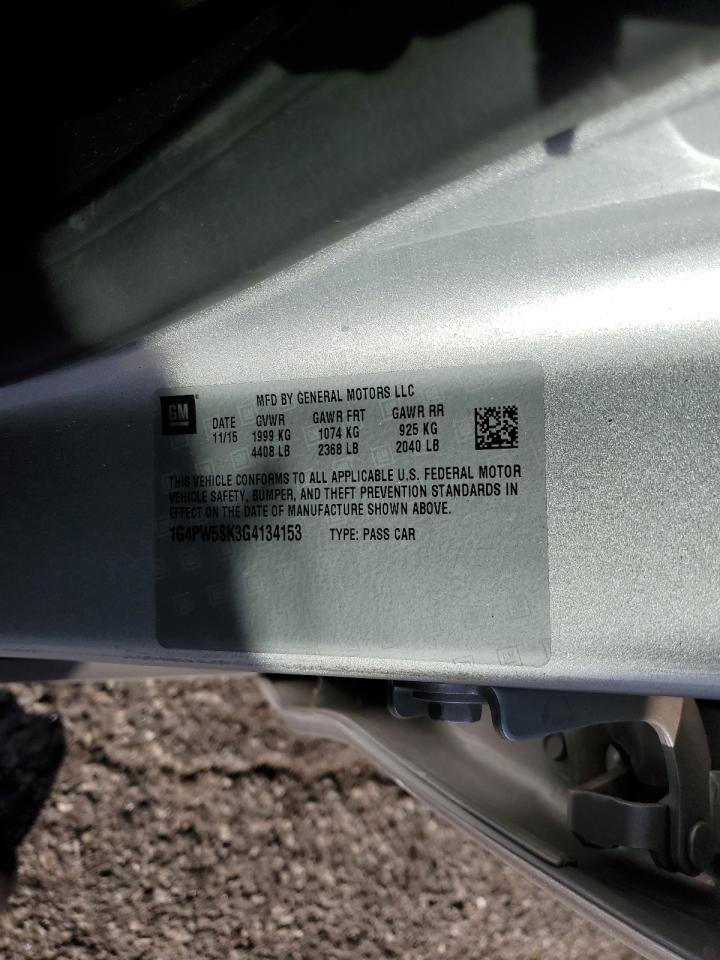 MFD BY GENERAL MOTORS LLC
GM
DATE GVWR GAWR FRT GAWR RR
11/15 1999 KG 1074 KG 925 KG
4408 LB 2368 LB 2040 LB
THIS VEHICLE CONFORMS TO ALL APPLICABLE U.S. FEDERAL MOTOR
VEHICLE SAFETY, BUMPER, AND THEFT PREVENTION STANDARDS IN
EFFECT ON THE DATE OF MANUFACTURE SHOWN ABOVE.
1G4PW5SK3G4134153 TYPE: PASS CAR